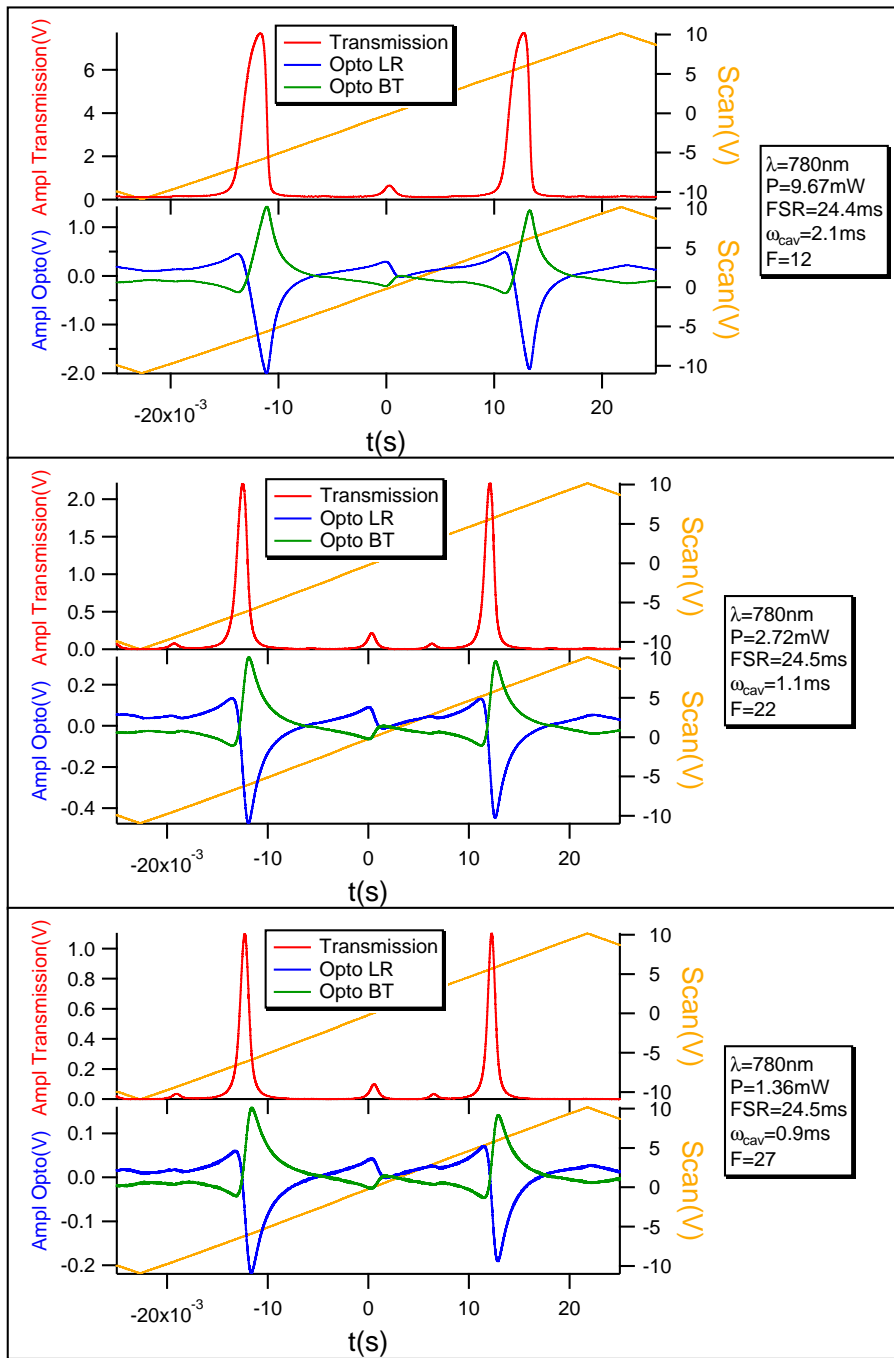 Transmission
Opto LR
Opto BT
Ampl Transmission(V)
6
4
2
0
Scan(V)
10
5
0
-5
-10
Ampl Opto(V)
1.0
0.0
-1.0
-2.0
Scan(V)
10
5
0
-5
-10
-20x10⁻³
-10
0
10
20
t(s)
λ=780nm
P=9.67mW
FSR=24.4ms
ω_cav=2.1ms
F=12
Transmission
Opto LR
Opto BT
Ampl Transmission(V)
2.0
1.5
1.0
0.5
0.0
Scan(V)
10
5
0
-5
-10
Ampl Opto(V)
0.2
0.0
-0.2
-0.4
Scan(V)
10
5
0
-5
-10
-20x10⁻³
-10
0
10
20
t(s)
λ=780nm
P=2.72mW
FSR=24.5ms
ω_cav=1.1ms
F=22
Transmission
Opto LR
Opto BT
Ampl Transmission(V)
1.0
0.8
0.6
0.4
0.2
0.0
Scan(V)
10
5
0
-5
-10
Ampl Opto(V)
0.1
0.0
-0.1
-0.2
Scan(V)
10
5
0
-5
-10
-20x10⁻³
-10
0
10
20
t(s)
λ=780nm
P=1.36mW
FSR=24.5ms
ω_cav=0.9ms
F=27